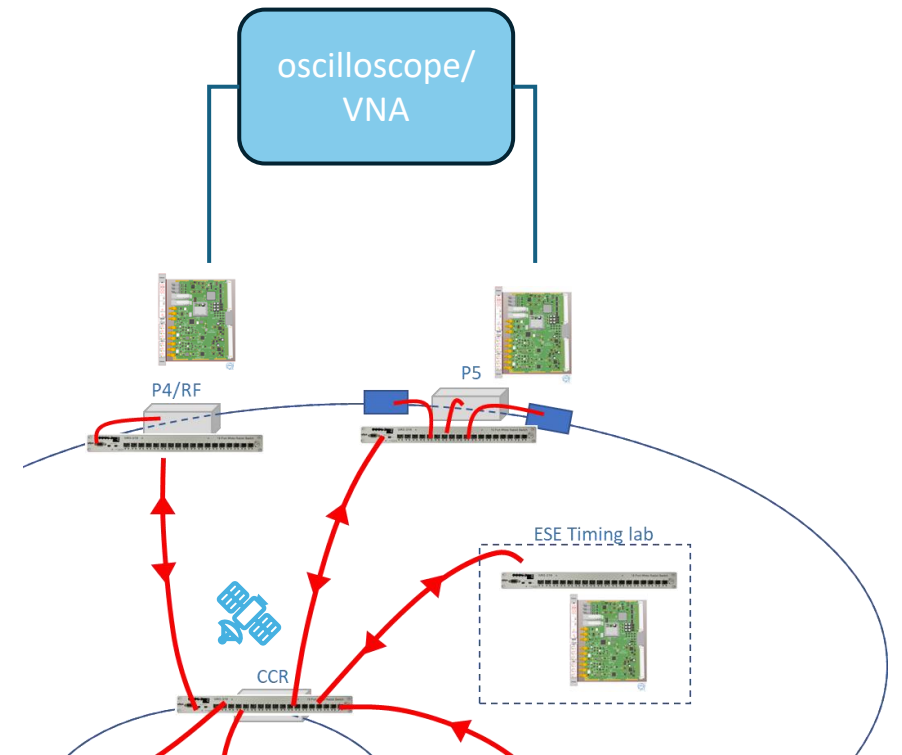 oscilloscope/
VNA
P4/RF
P5
ESE Timing lab
CCR